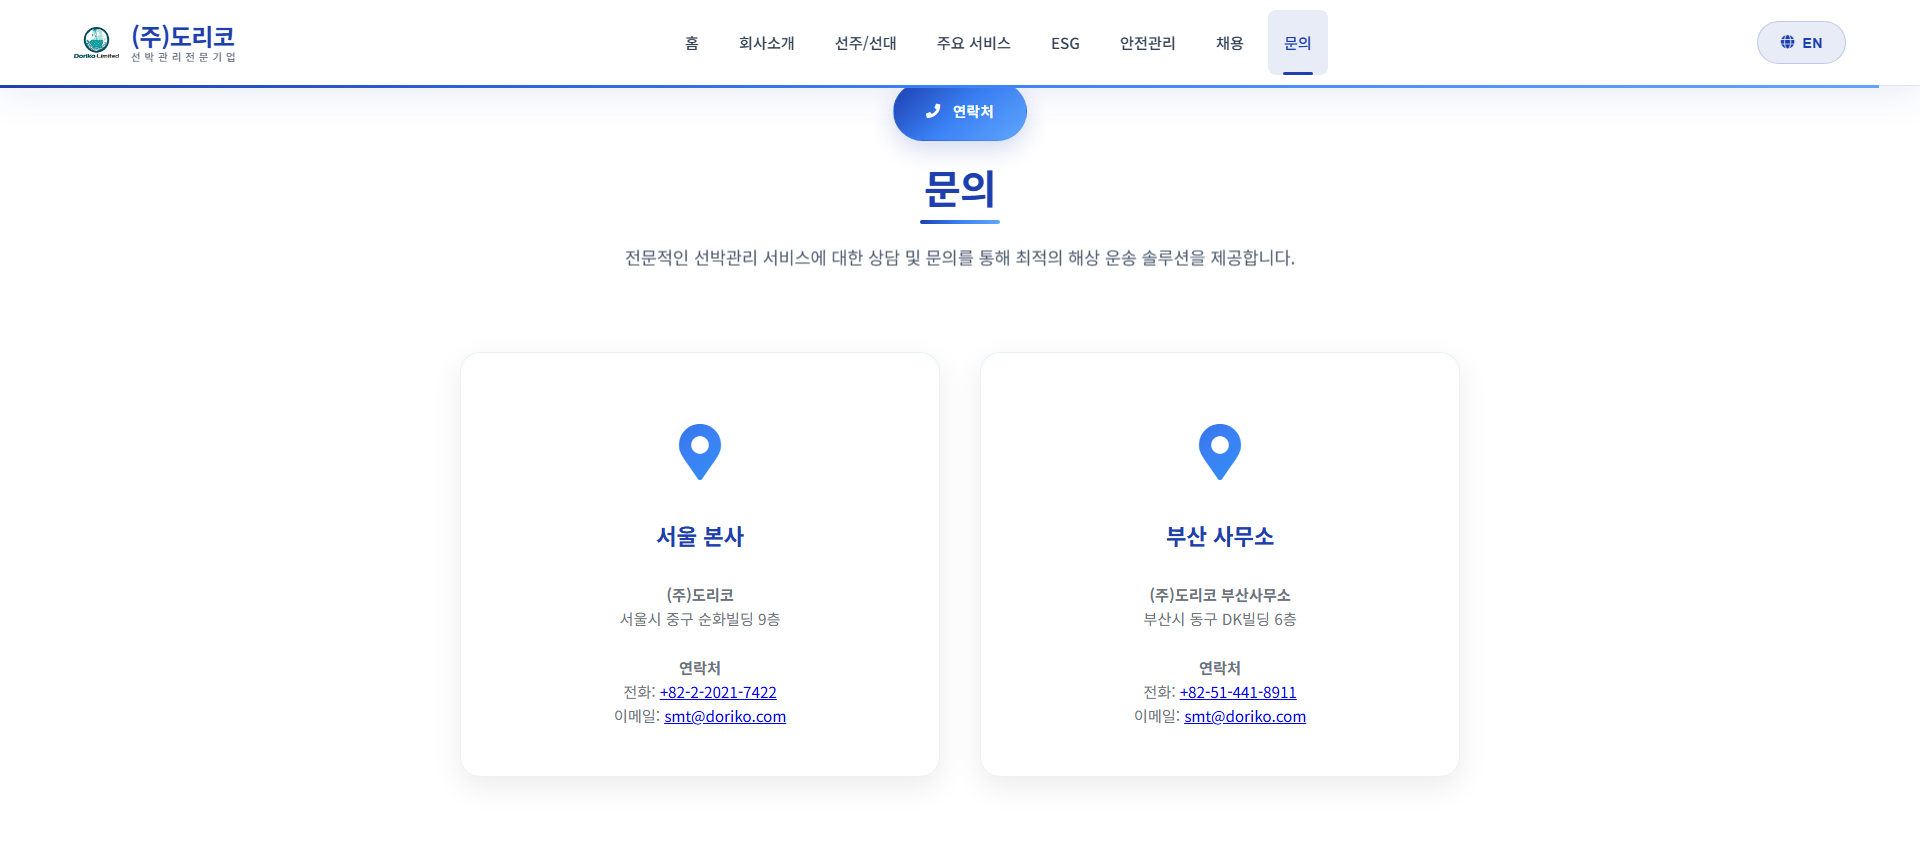 Doriko Limited
(주)도리코
선박관리전문기업
홈
회사소개
선주/선대
주요 서비스
ESG
안전관리
채용
문의
EN
연락처
문의
전문적인 선박관리 서비스에 대한 상담 및 문의를 통해 최적의 해상 운송 솔루션을 제공합니다.
서울 본사
(주)도리코
서울시 중구 순화빌딩 9층
연락처
전화: +82-2-2021-7422
이메일: smt@doriko.com
부산 사무소
(주)도리코 부산사무소
부산시 동구 DK빌딩 6층
연락처
전화: +82-51-441-8911
이메일: smt@doriko.com